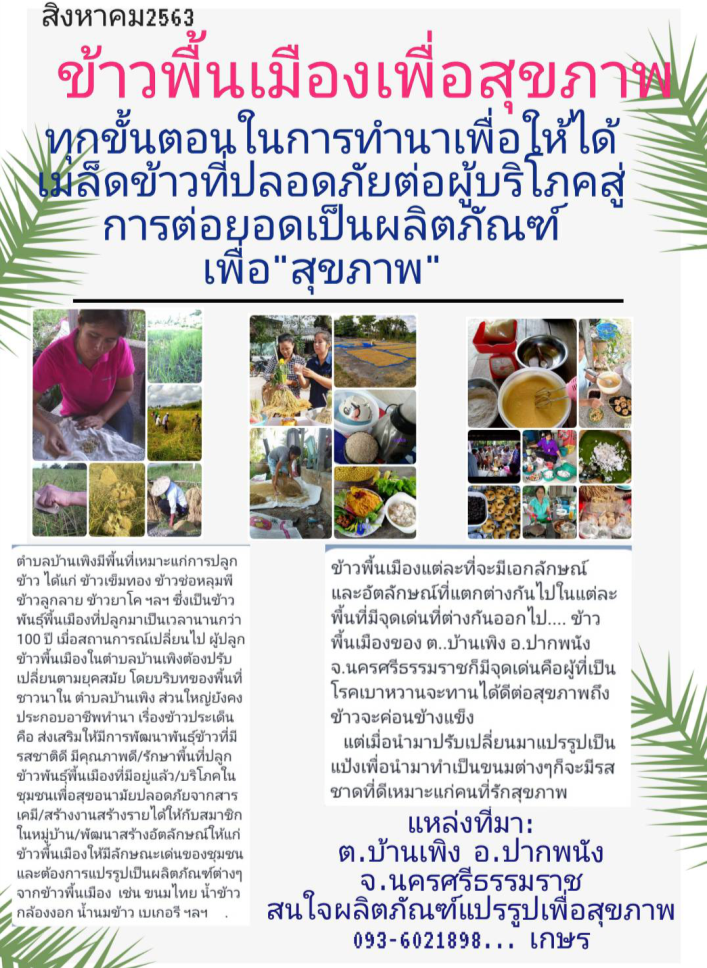 สิงหาคม2563
ข้าวพื้นเมืองเพื่อสุขภาพ
ทุกขั้นตอนในการทำนาเพื่อให้ได้
เมล็ดข้าวที่ปลอดภัยต่อผู้บริโภคสู่
การต่อยอดเป็นผลิตภัณฑ์
เพื่อ"สุขภาพ"
ตำบลบ้านเพิงมีพื้นที่เหมาะแก่การปลูก
ข้าว ได้แก่ ข้าวเข็มทอง ข้าวช่อหลุมพี
ข้าวลูกลาย ข้าวยาโค ฯลฯ ซึ่งเป็นข้าว
พันธุ์พื้นเมืองที่ปลูกมาเป็นเวลานานกว่า
100 ปี เมื่อสถานการณ์เปลี่ยนไป ผู้ปลูก
ข้าวพื้นเมืองในตำบลบ้านเพิงต้องปรับ
เปลี่ยนตามยุคสมัย โดยบริบทของพื้นที่
ชาวนาใน ตำบลบ้านเพิง ส่วนใหญ่ยังคง
ประกอบอาชีพทำนา เรื่องข้าวประเด็น
คือ ส่งเสริมให้มีการพัฒนาพันธุ์ข้าวที่มี
รสชาติดี มีคุณภาพดี/รักษาพื้นที่ปลูก
ข้าวพันธุ์พื้นเมืองที่มีอยู่แล้ว/บริโภคใน
ชุมชนเพื่อสุขอนามัยปลอดภัยจากสาร
เคมี/สร้างงานสร้างรายได้ให้กับสมาชิก
ในหมู่บ้าน/พัฒนาสร้างอัตลักษณ์ให้แก่
ข้าวพื้นเมืองให้มีลักษณะเด่นของชุมชน
และต้องการแปรรูปเป็นผลิตภัณฑ์ต่างๆ
จากข้าวพื้นเมือง เช่น ขนมไทย น้ำข้าว
กล้องงอก น้ำนมข้าว เบเกอรี ฯลฯ .
ข้าวพื้นเมืองแต่ละที่จะมีเอกลักษณ์
และอัตลักษณ์ที่แตกต่างกันไปในแต่ละ
พื้นที่มีจุดเด่นที่ต่างกันออกไป.... ข้าว
พื้นเมืองของ ต..บ้านเพิง อ.ปากพนัง
จ.นครศรีธรรมราชก็มีจุดเด่นคือผู้ที่เป็น
โรคเบาหวานจะทานได้ดีต่อสุขภาพถึง
ข้าวจะค่อนข้างแข็ง
แต่เมื่อนำมาปรับเปลี่ยนมาแปรรูปเป็น
แป้งเพื่อนำมาทำเป็นขนมต่างๆก็จะมีรส
ชาดที่ดีเหมาะแก่คนที่รักสุขภาพ
แหล่งที่มา:
ต.บ้านเพิง อ.ปากพนัง
จ.นครศรีธรรมราช
สนใจผลิตภัณฑ์แปรรูปเพื่อสุขภาพ
093-6021898... เกษร